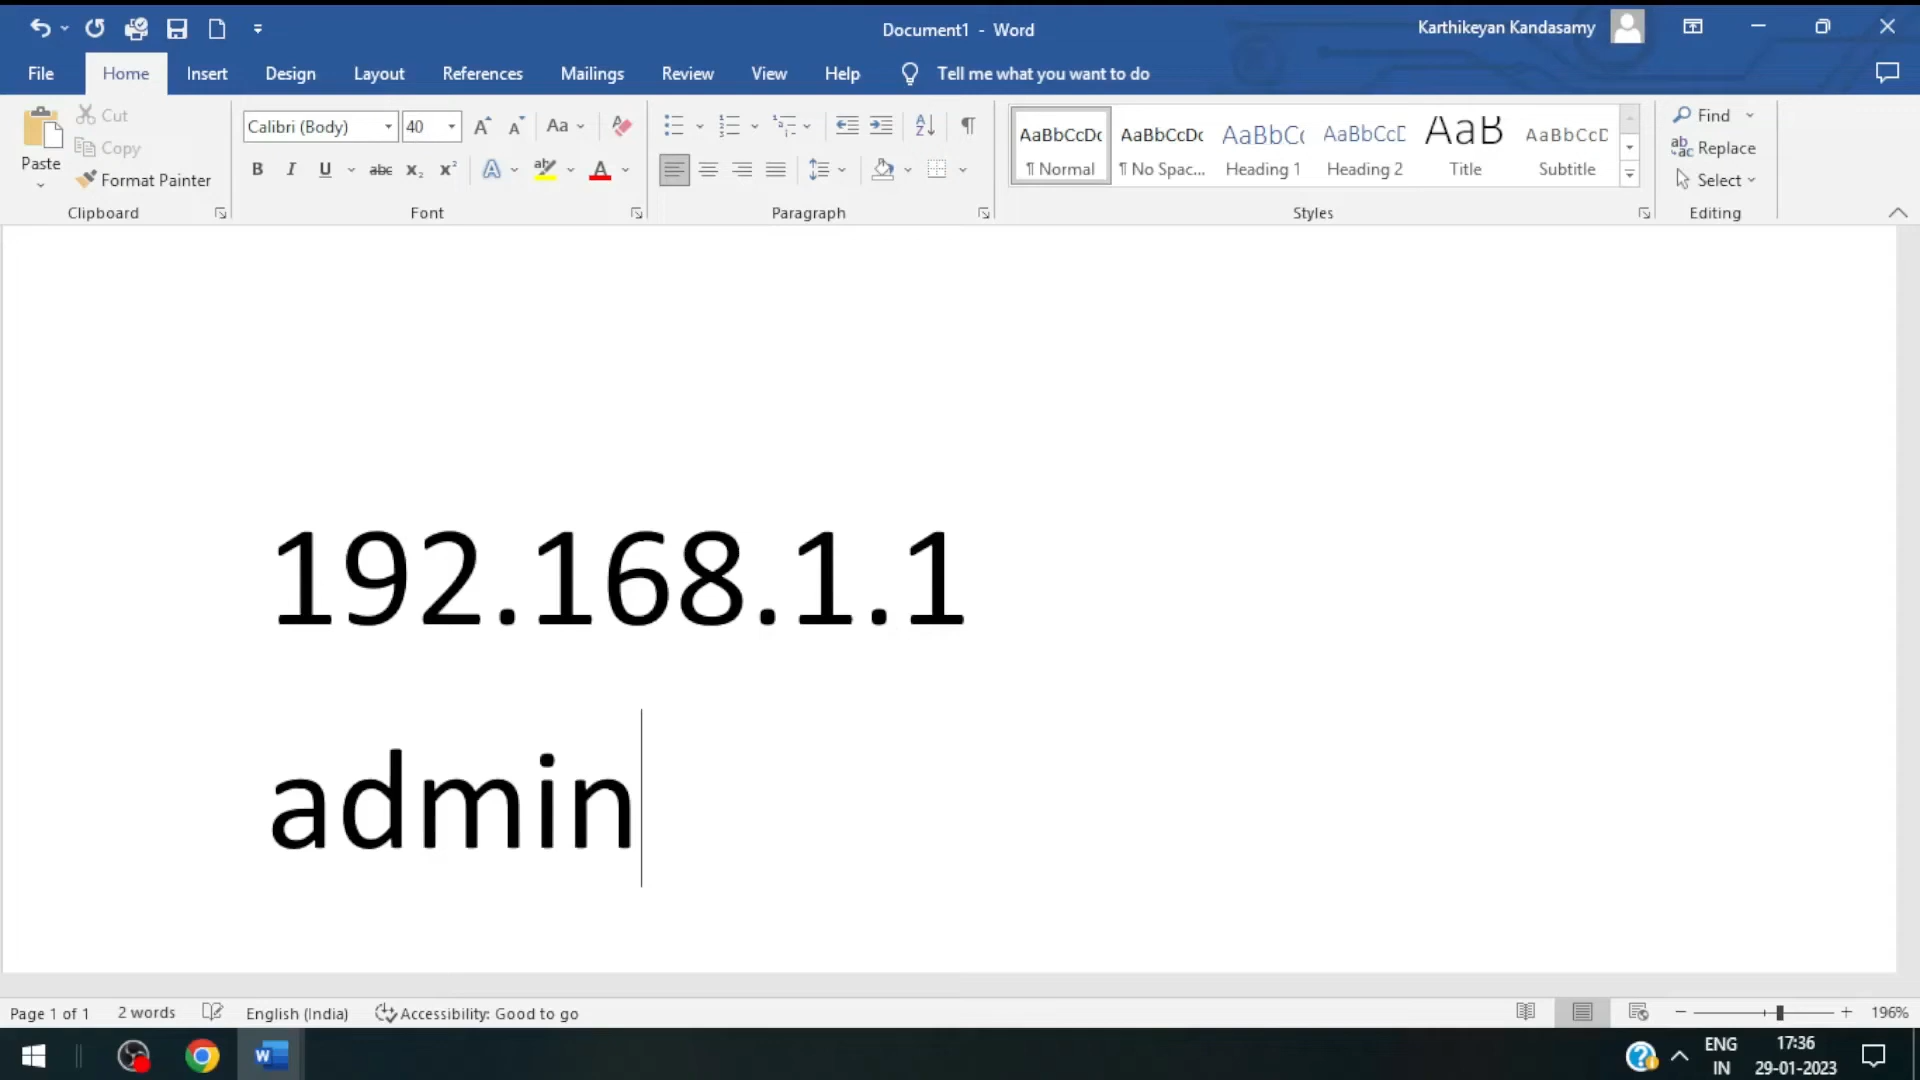 Document1 - Word
Karthikeyan Kandasamy
File Home Insert Design Layout References Mailings Review View Help Tell me what you want to do
Paste
Cut
Copy
Format Painter
Clipboard
Calibri (Body) 40
Font
Paragraph
AaBbCcDc AaBbCcDc AaBbCc AaBbCcD AaB AaBbCcD
¶ Normal ¶ No Spac... Heading 1 Heading 2 Title Subtitle
Styles
Find
Replace
Select
Editing
192.168.1.1
admin
Page 1 of 1 2 words English (India) Accessibility: Good to go 196%
ENG
IN
17:36
29-01-2023